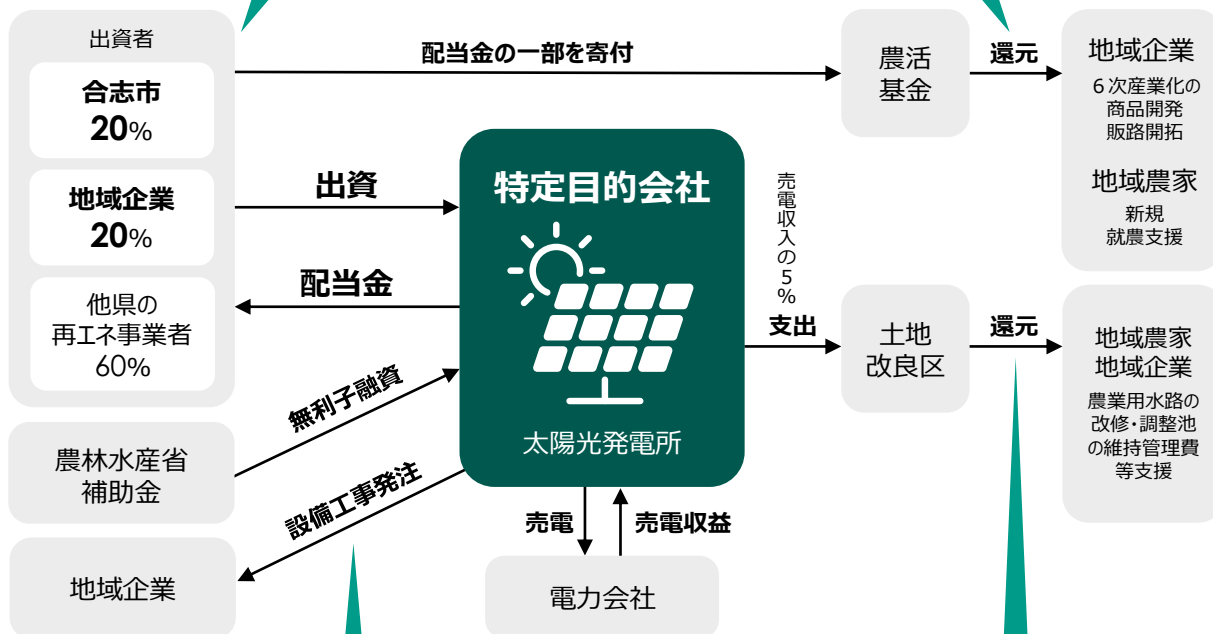 出資者
合志市
20%
地域企業
20%
他県の
再エネ事業者
60%
農林水産省
補助金
地域企業
配当金の一部を寄付
出資
配当金
無利子融資
設備工事発注
特定目的会社
太陽光発電所
売電
売電収益
電力会社
売電収入の5%
支出
農活
基金
還元
地域企業
6次産業化の
商品開発
販路開拓
地域農家
新規
就農支援
土地
改良区
還元
地域農家
地域企業
農業用水路の
改修・調整池
の維持管理費
等支援